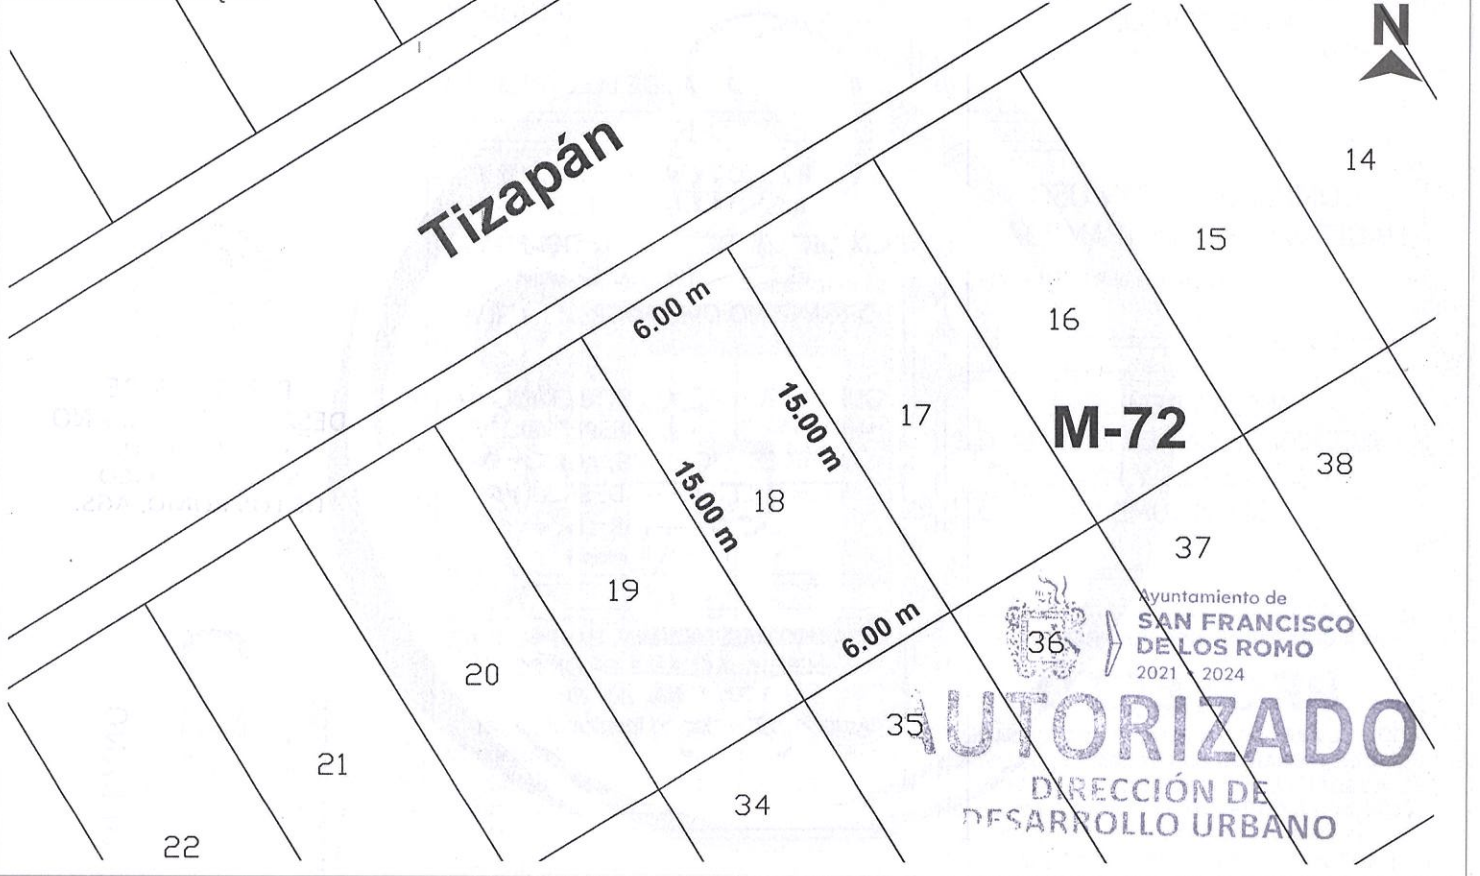 N
Tizapán
14
15
6.00 m
16
15.00 m
17
M-72
15.00 m
18
38
37
19
6.00 m
36
Ayuntamiento de
SAN FRANCISCO
DE LOS ROMO
2021 • 2024
20
35
AUTORIZADO
21
34
DIRECCIÓN DE
DESARROLLO URBANO
22